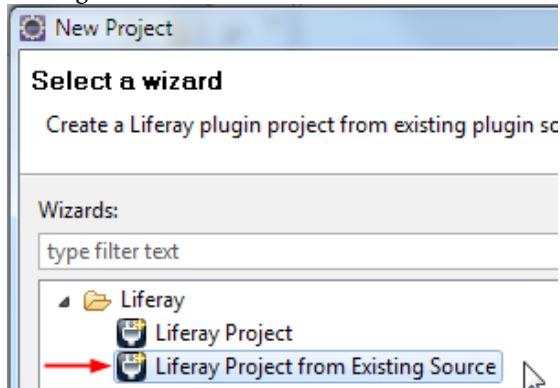 New Project
Select a wizard
Create a Liferay plugin project from existing plugin
Wizards:
type filter text
Liferay
Liferay Project
Liferay Project from Existing Source